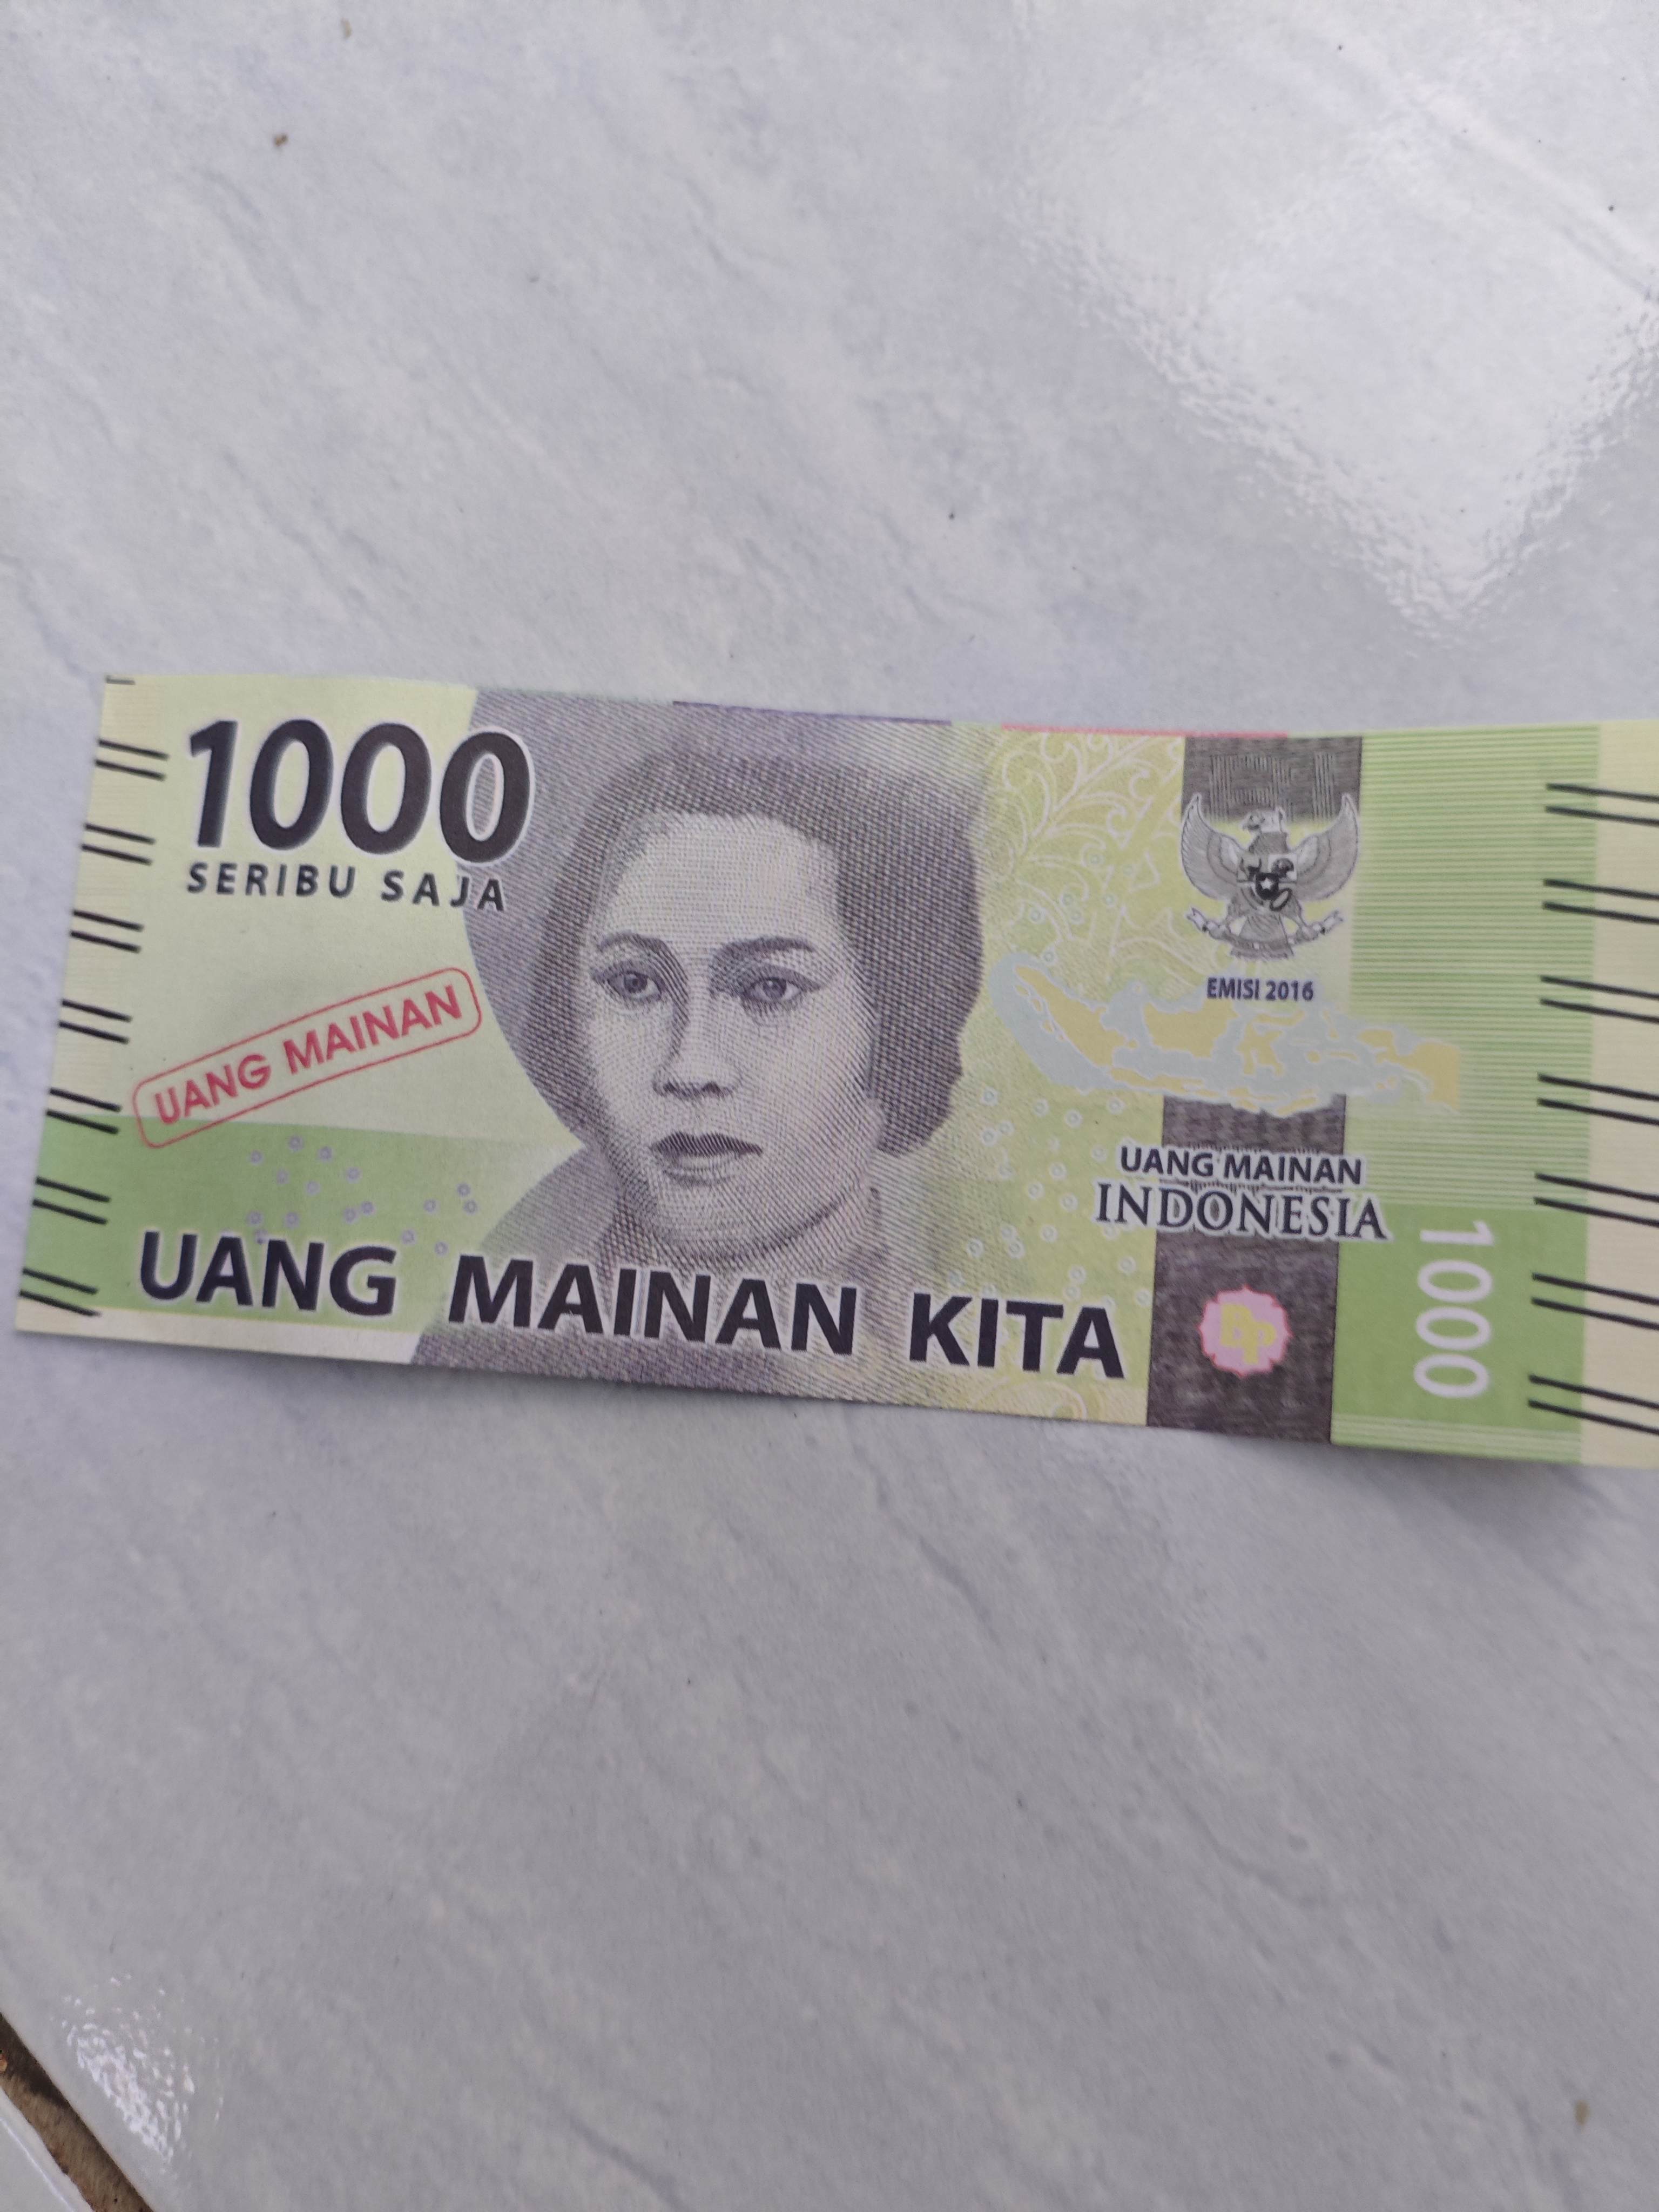 1000
SERIBU SAJA
UANG MAINAN
EMISI 2016
UANG MAINAN
INDONESIA
1000
UANG MAINAN KITA